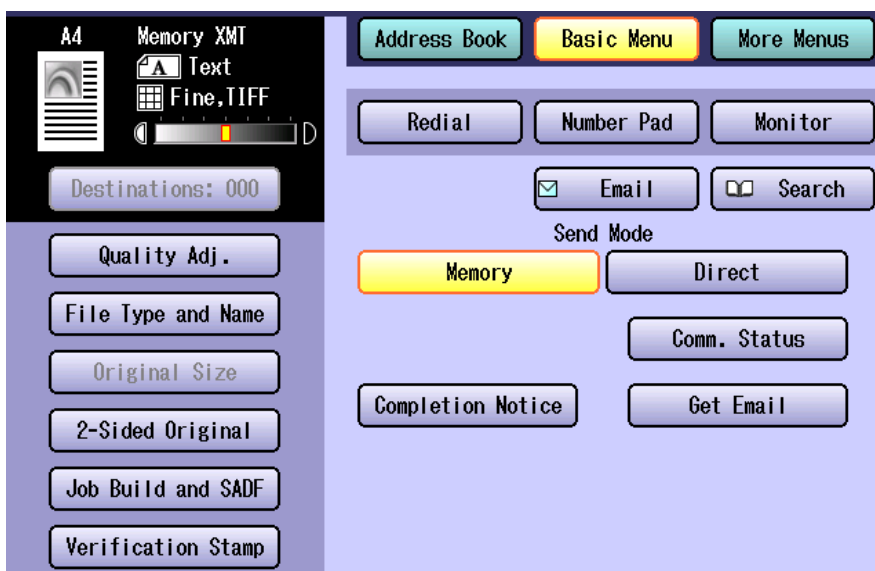 A4
Memory XMT
A Text
Fine,TIFF
Destinations: 000
Quality Adj.
File Type and Name
Original Size
2-Sided Original
Job Build and SADF
Verification Stamp
Address Book
Basic Menu
More Menus
Redial
Number Pad
Monitor
Email
Search
Send Mode
Memory
Direct
Comm. Status
Completion Notice
Get Email